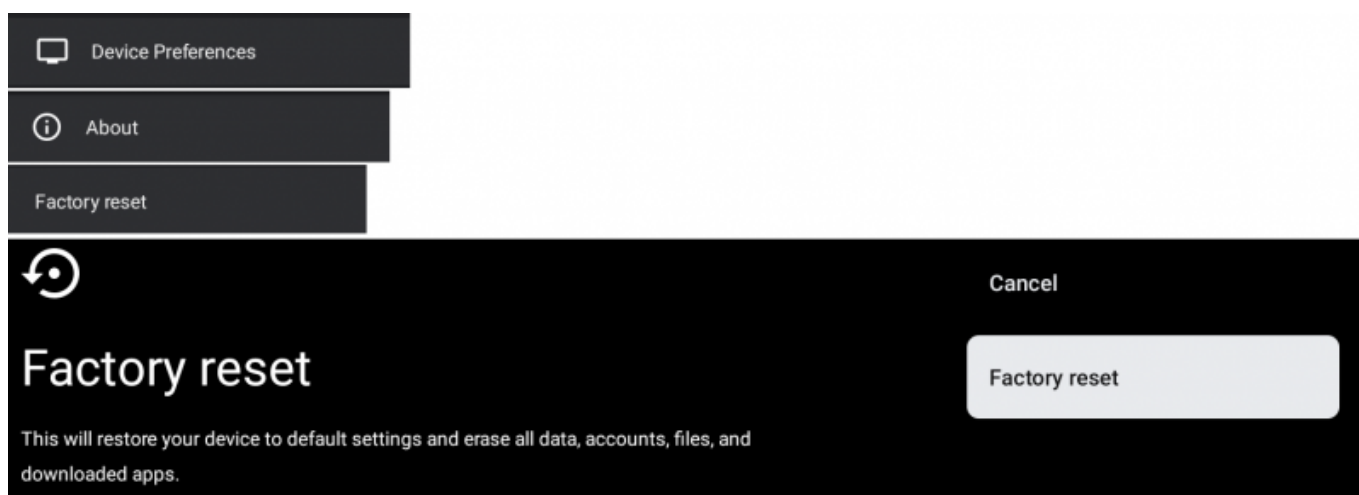 Device Preferences
About
Factory reset
Cancel
Factory reset
Factory reset
This will restore your device to default settings and erase all data, accounts, files, and
downloaded apps.